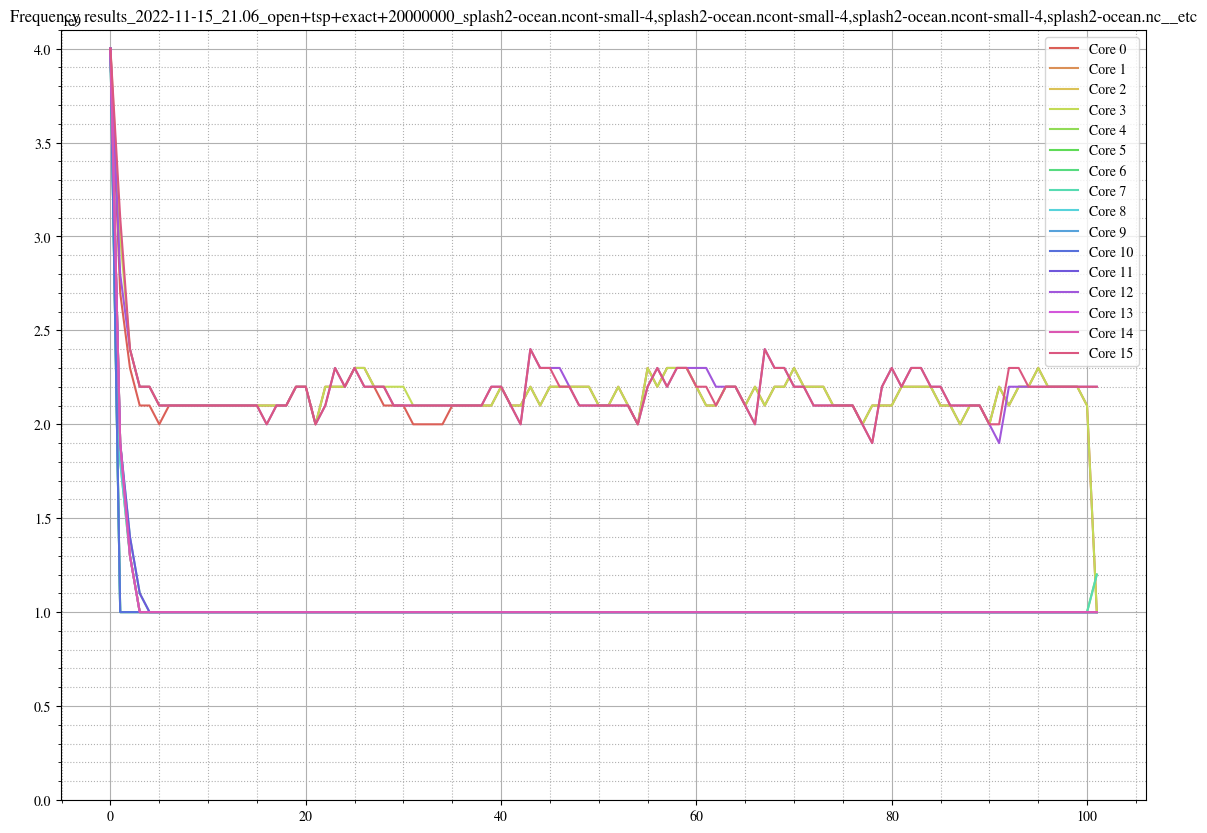 Frequency results_2022-11-15_21.06_open+tsp+exact+20000000_splash2-ocean.ncont-small-4,splash2-ocean.ncont-small-4,splash2-ocean.ncont-small-4,splash2-ocean.nc__etc
4.0
3.5
3.0
2.5
2.0
1.5
1.0
0.5
0.0
0
20
40
60
80
100
Core 0
Core 1
Core 2
Core 3
Core 4
Core 5
Core 6
Core 7
Core 8
Core 9
Core 10
Core 11
Core 12
Core 13
Core 14
Core 15